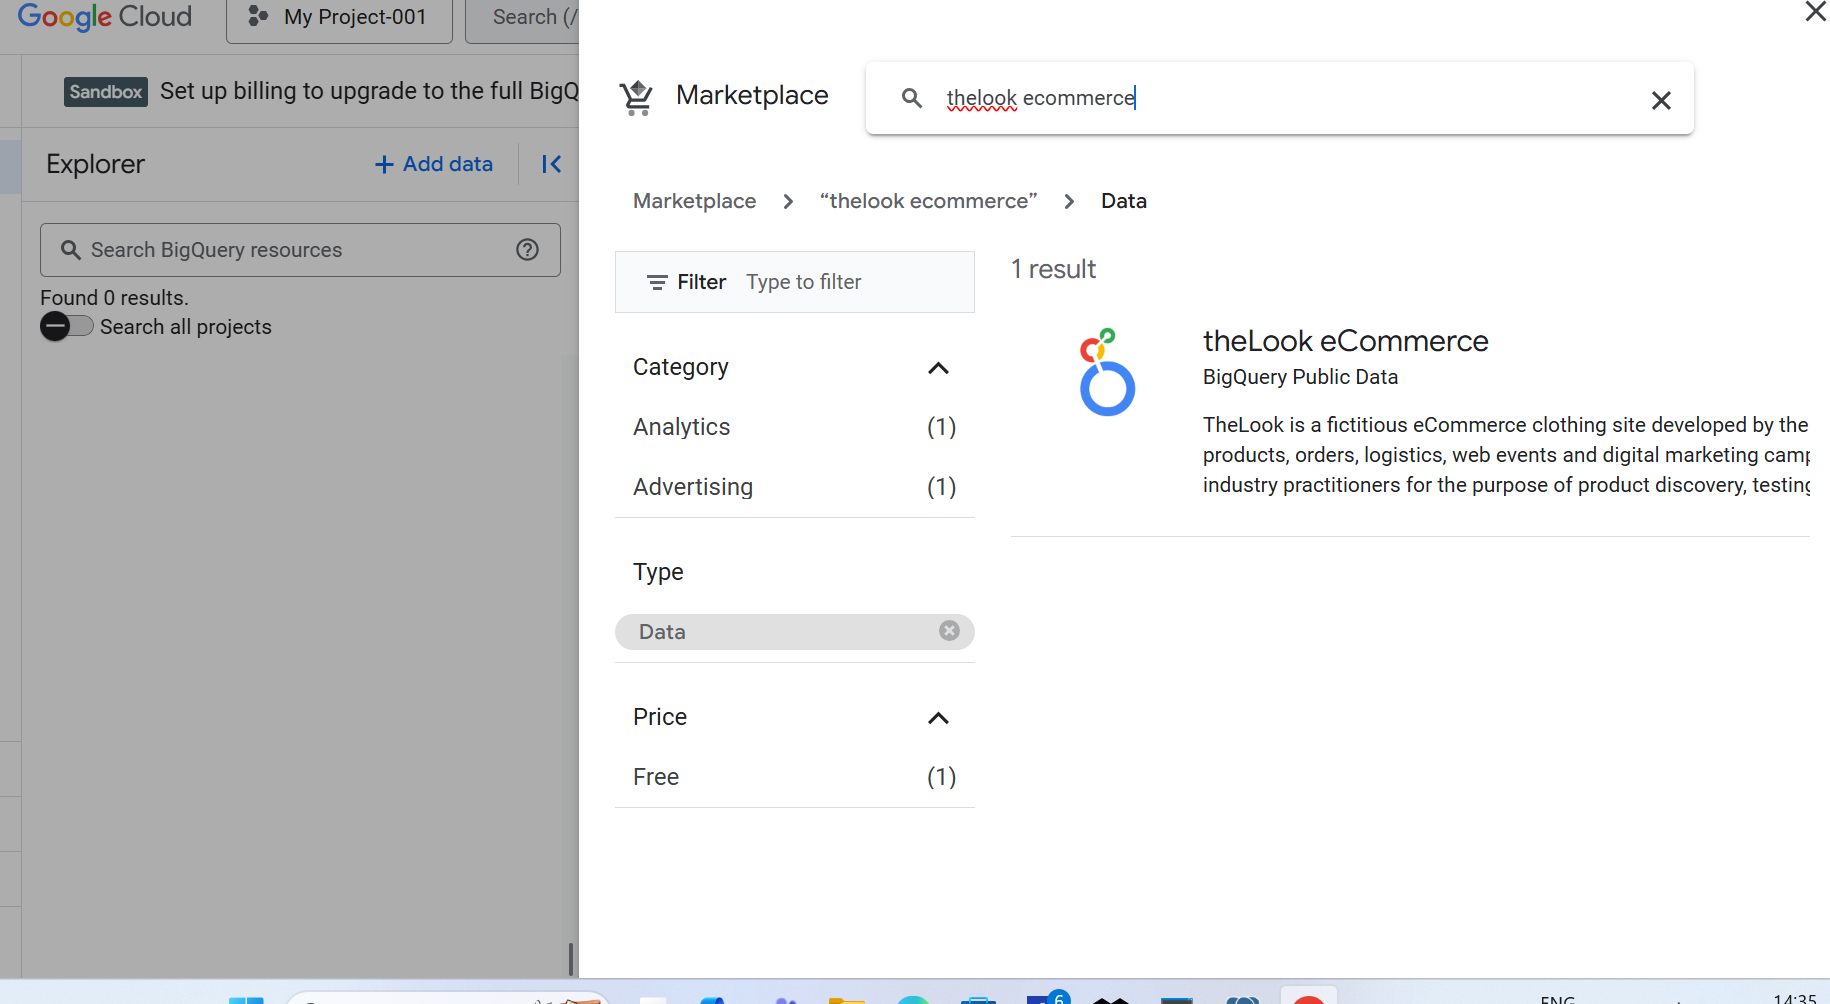 Google Cloud
My Project-001
Search (/
Sandbox Set up billing to upgrade to the full BigQ
Explorer
+ Add data
Search BigQuery resources
Found 0 results.
Search all projects
Marketplace
thelook ecommerce
Marketplace > “thelook ecommerce” > Data
Filter Type to filter
Category
Analytics (1)
Advertising (1)
Type
Data
Price
Free (1)
1 result
theLook eCommerce
BigQuery Public Data
TheLook is a fictitious eCommerce clothing site developed by the
products, orders, logistics, web events and digital marketing camp
industry practitioners for the purpose of product discovery, testing
6
ENG
14:35